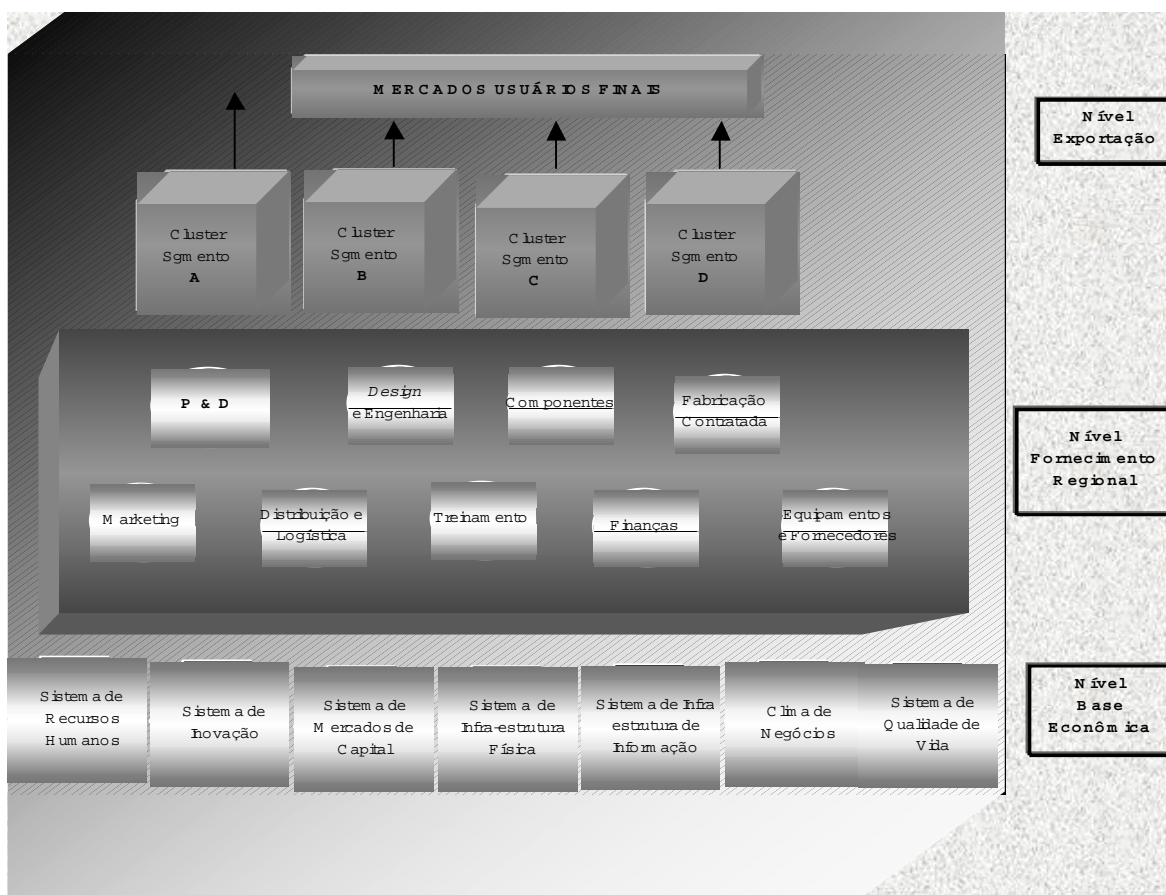 MERCADOS USUÁRIOS FINAIS
Nível
Exportação
Cluster
Sgmento
A
Cluster
Sgmento
B
Cluster
Sgmento
C
Cluster
Sgmento
D
P & D
Design
e Engenharia
Componentes
Fabricação
Contratada
Nível
Fornecimento
Regional
Marketing
Distribuição e
Logística
Treinamento
Finanças
Equipamentos
e Fornecedores
Sistema de
Recursos
Humanos
Sistema de
Inovação
Sistema de
Mercados de
Capital
Sistema de
Infra-estrutura
Física
Sistema de Infra
estrutura de
Informação
Clima de
Negócios
Sistema de
Qualidade de
Vida
Nível
Base
Econômica